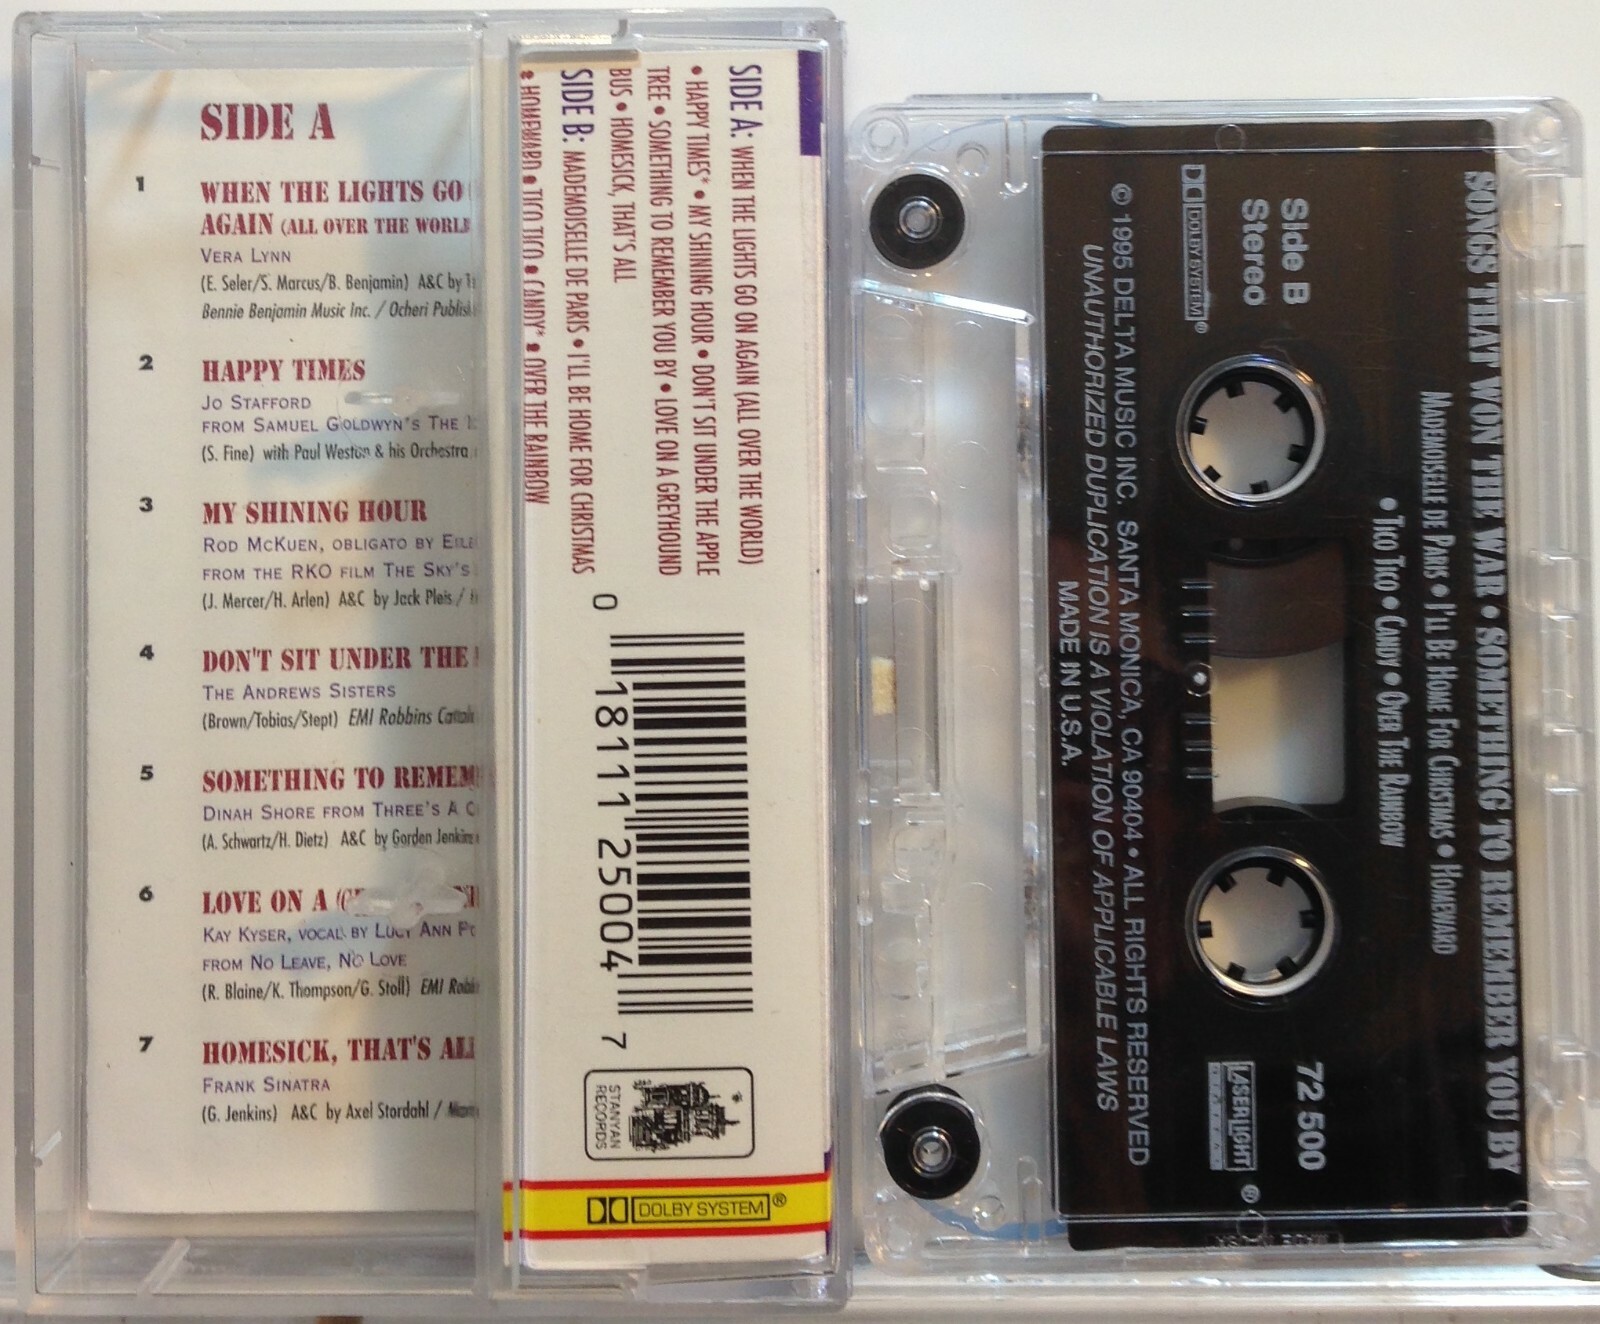 SIDE A
1
WHEN THE LIGHTS GO
AGAIN (ALL OVER THE WORLD
VERA LYNN
(E. Seler/S. Marcus/B. Benjamin) A&C by
Bennie Benjamin Music Inc. / Ocheri Publis
2
HAPPY TIMES
JO STAFFORD
FROM SAMUEL GOLDWYN'S THE
(S. Fine) with Paul Weston & his Orchestra
3
MY SHINING HOUR
ROD MCKUEN, OBLIGATO BY
FROM THE RKO FILM THE SKY'S
(J. Mercer/H. Arlen) A&C by Jack Pleis /
4
DON'T SIT UNDER THE
THE ANDREWS SISTERS
(Brown/Tobias/Stept) EMI Robbins
5
SOMETHING TO REMEM
DINAH SHORE FROM THREE'S A
(A. Schwartz/H. Dietz) A&C by Gorden Jenkins
6
LOVE ON A
KAY KYSER, VOCAL BY LUCY ANN
FROM NO LEAVE, NO LOVE
(R. Blaine/K. Thompson/G. Stoll) EMI
7
HOMESICK, THAT'S ALL
FRANK SINATRA
(G. Jenkins) A&C by Axel Stordahl /
SIDE A: WHEN THE LIGHTS GO ON AGAIN (ALL OVER THE WORLD)
• HAPPY TIMES* • MY SHINING HOUR • DON'T SIT UNDER THE APPLE
TREE • SOMETHING TO REMEMBER YOU BY • LOVE ON A GREYHOUND
BUS • HOMESICK, THAT'S ALL
SIDE B: MADEMOISELLE DE PARIS • I'LL BE HOME FOR CHRISTMAS
• HOMEWARD • TICO TICO • CANDY* • OVER THE RAINBOW
0 18111 25004 7
STANYAN
RECORDS
DOLBY SYSTEM®
SONGS THAT WON THE WAR • SOMETHING TO REMEMBER YOU BY
MADEMOISELLE DE PARIS • I'LL BE HOME FOR CHRISTMAS • HOMEWARD
• TICO TICO • CANDY • OVER THE RAINBOW
Side B
Stereo
DOLBY SYSTEM®
72 500
LASERLIGHT
®
© 1995 DELTA MUSIC INC. SANTA MONICA, CA 90404 • ALL RIGHTS RESERVED
UNAUTHORIZED DUPLICATION IS A VIOLATION OF APPLICABLE LAWS
MADE IN U.S.A.